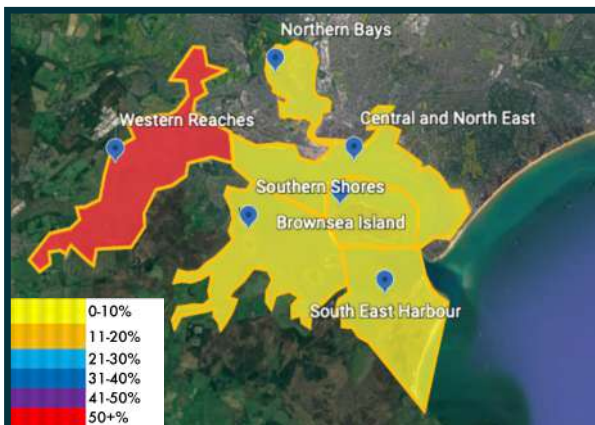 Northern Bays
Western Reaches
Central and North East
Southern Shores
Brownsea Island
South East Harbour
0-10%
11-20%
21-30%
31-40%
41-50%
50+%